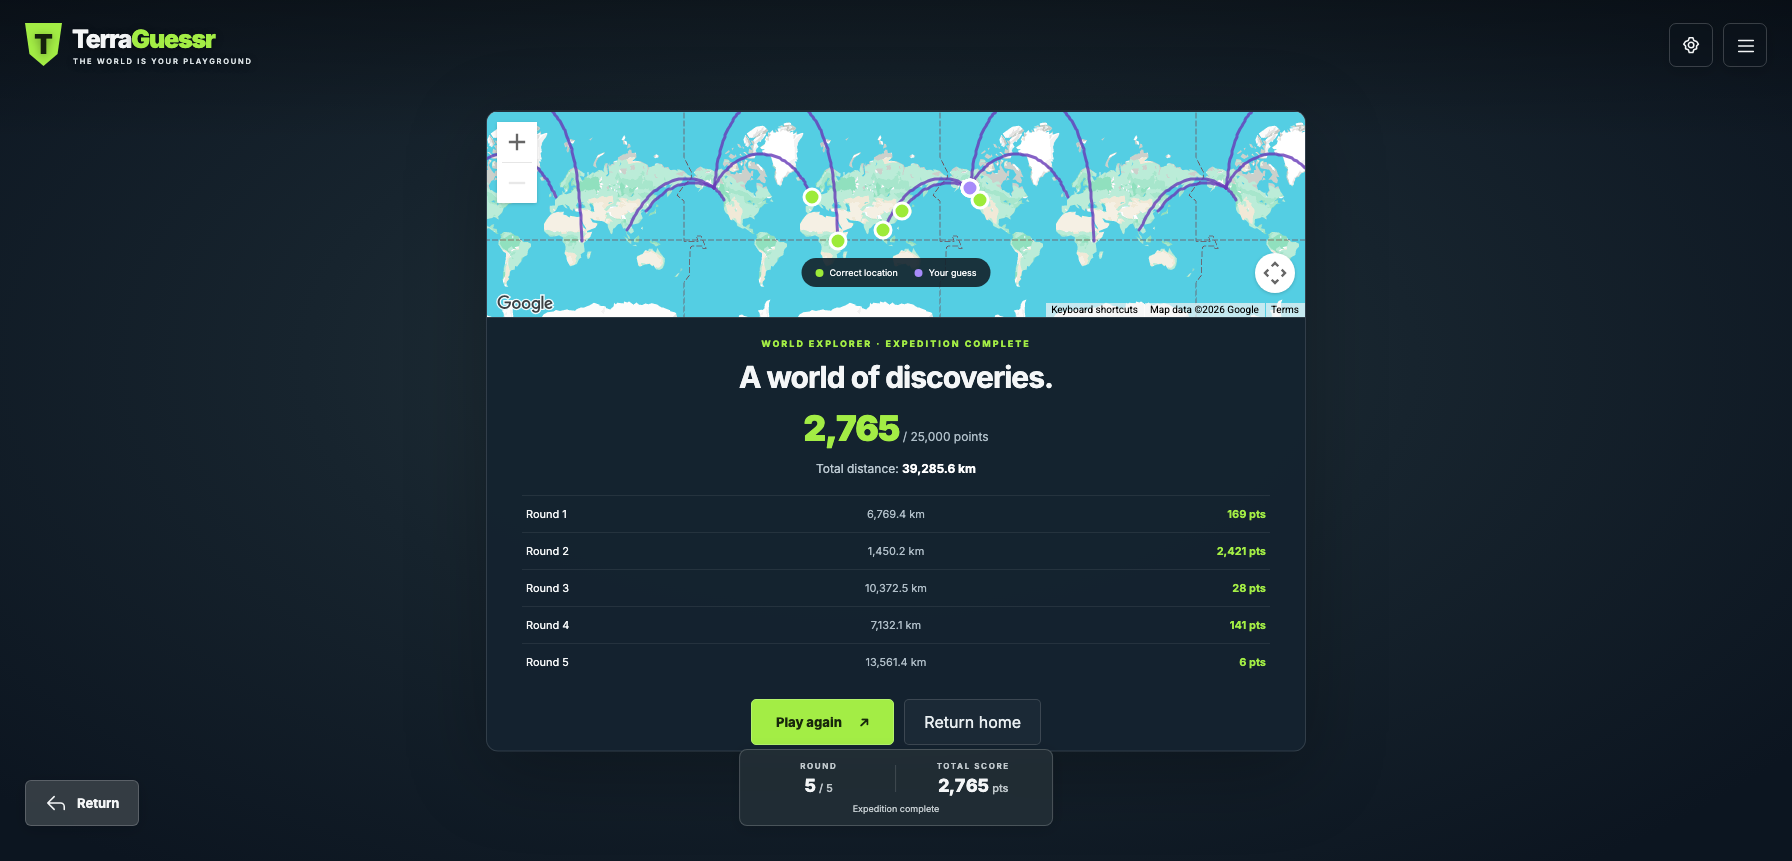 T TerraGuessr
THE WORLD IS YOUR PLAYGROUND
Correct location Your guess
Google
Keyboard shortcuts Map data ©2026 Google Terms
WORLD EXPLORER · EXPEDITION COMPLETE
A world of discoveries.
2,765 / 25,000 points
Total distance: 39,285.6 km
Round 1 6,769.4 km 169 pts
Round 2 1,450.2 km 2,421 pts
Round 3 10,372.5 km 28 pts
Round 4 7,132.1 km 141 pts
Round 5 13,561.4 km 6 pts
Play again Return home
ROUND TOTAL SCORE
5 / 5 2,765 pts
Expedition complete
Return